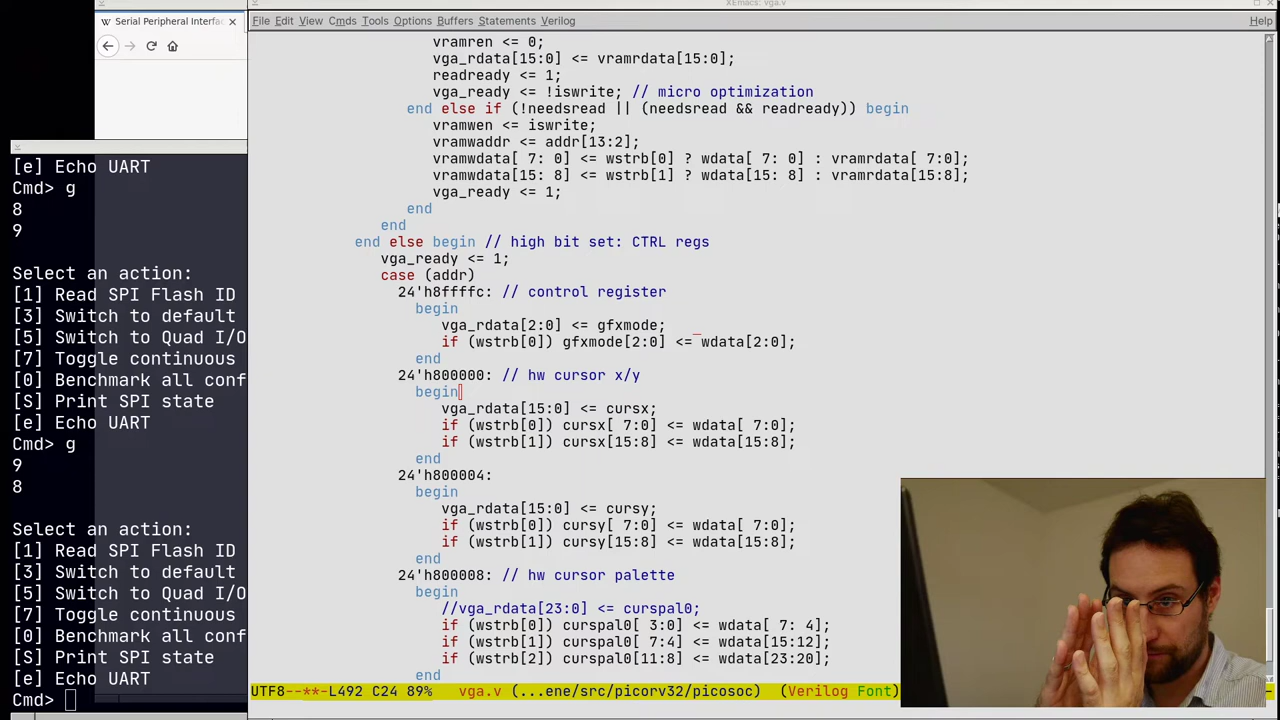 Serial Peripheral Interfa
XEmacs: vga.v
File Edit View Cmds Tools Options Buffers Statements Verilog Help
[e] Echo UART
Cmd> g
8
9
Select an action:
[1] Read SPI Flash ID
[3] Switch to default
[5] Switch to Quad I/O
[7] Toggle continuous
[0] Benchmark all conf
[S] Print SPI state
[e] Echo UART
Cmd> g
9
8
Select an action:
[1] Read SPI Flash ID
[3] Switch to default
[5] Switch to Quad I/O
[7] Toggle continuous
[0] Benchmark all conf
[S] Print SPI state
[e] Echo UART
Cmd>
vramren <= 0;
vga_rdata[15:0] <= vramrdata[15:0];
readready <= 1;
vga_ready <= !iswrite; // micro optimization
end else if (!needsread || (needsread && readready)) begin
vramwen <= iswrite;
vramwaddr <= addr[13:2];
vramwdata[ 7: 0] <= wstrb[0] ? wdata[ 7: 0] : vramrdata[ 7:0];
vramwdata[15: 8] <= wstrb[1] ? wdata[15: 8] : vramrdata[15:8];
vga_ready <= 1;
end
end
end else begin // high bit set: CTRL regs
vga_ready <= 1;
case (addr)
24'h8ffffc: // control register
begin
vga_rdata[2:0] <= gfxmode;
if (wstrb[0]) gfxmode[2:0] <= wdata[2:0];
end
24'h800000: // hw cursor x/y
begin
vga_rdata[15:0] <= cursx;
if (wstrb[0]) cursx[ 7:0] <= wdata[ 7:0];
if (wstrb[1]) cursx[15:8] <= wdata[15:8];
end
24'h800004:
begin
vga_rdata[15:0] <= cursy;
if (wstrb[0]) cursy[ 7:0] <= wdata[ 7:0];
if (wstrb[1]) cursy[15:8] <= wdata[15:8];
end
24'h800008: // hw cursor palette
begin
//vga_rdata[23:0] <= curspal0;
if (wstrb[0]) curspal0[ 3:0] <= wdata[ 7: 4];
if (wstrb[1]) curspal0[ 7:4] <= wdata[15:12];
if (wstrb[2]) curspal0[11:8] <= wdata[23:20];
end
UTF8--**-L492 C24 89% vga.v (...ene/src/picorv32/picosoc) (Verilog Font)